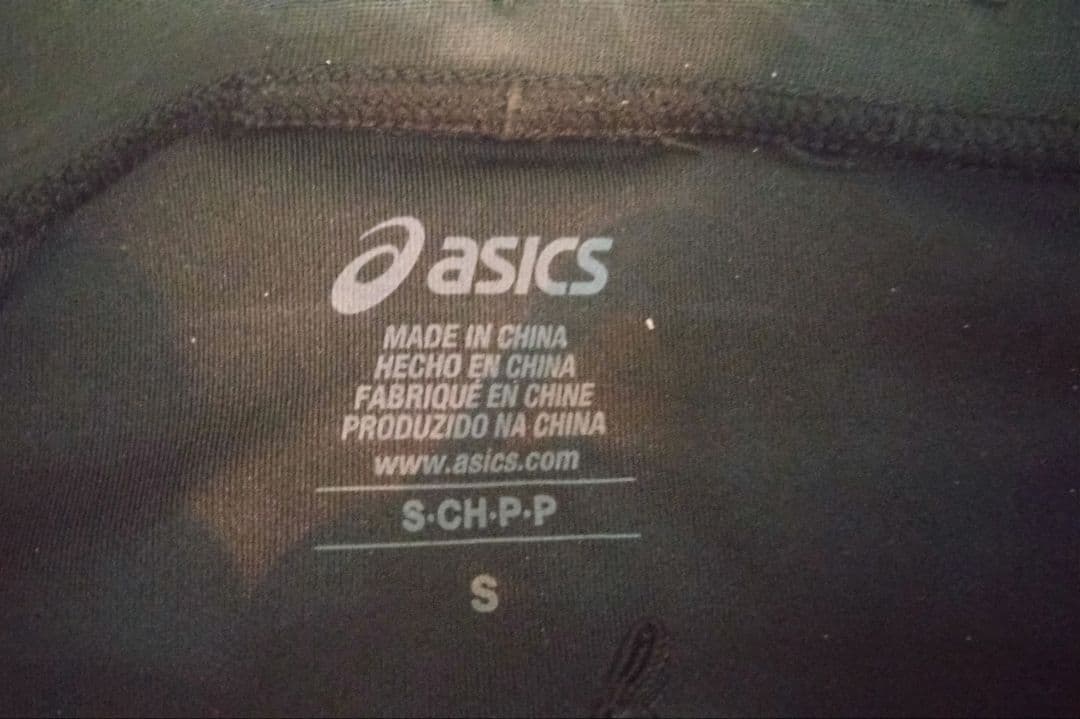 asics
MADE IN CHINA
HECHO EN CHINA
FABRIQUÉ EN CHINE
PRODUZIDO NA CHINA
www.asics.com
S·CH·P·P
S